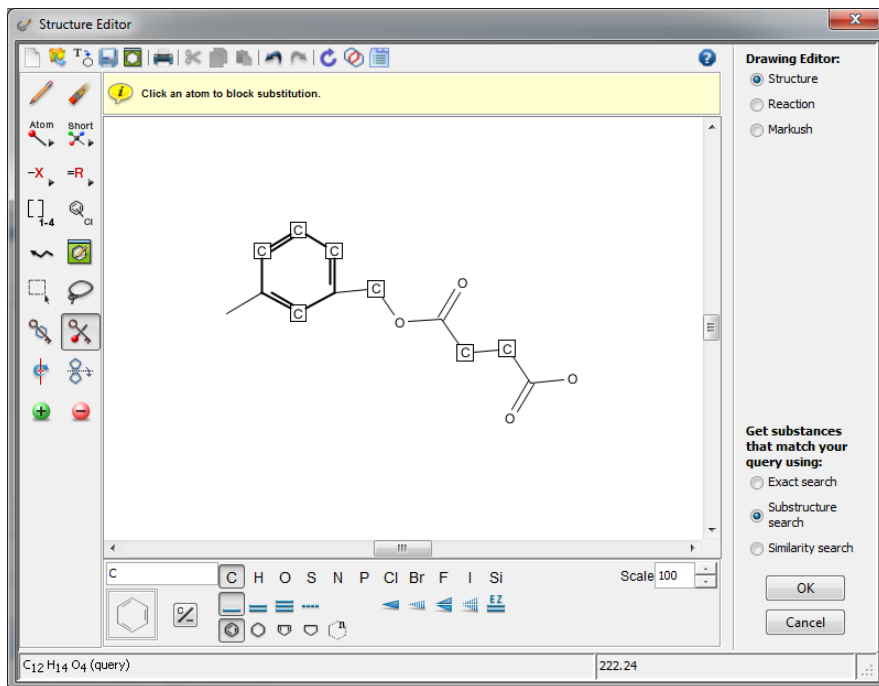 Structure Editor
x
T
?
Click an atom to block substitution.
Atom
Short
-X
=R
[ ]
1-4
Cl
C
C
C
C
C
O
O
C
C
O
O
Drawing Editor:
Structure
Reaction
Markush
Get substances
that match your
query using:
Exact search
Substructure
search
Similarity search
OK
Cancel
C
C H O S N P Cl Br F I Si
Scale 100
EZ
C/-
n
C12 H14 O4 (query)
222.24